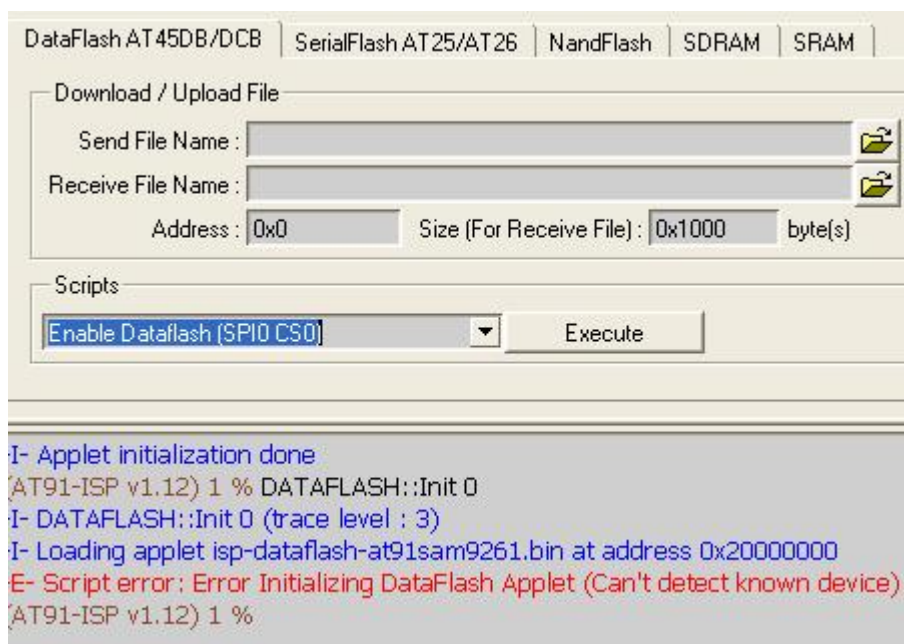 DataFlash AT45DB/DCB SerialFlash AT25/AT26 NandFlash SDRAM SRAM
Download / Upload File
Send File Name :
Receive File Name :
Address : 0x0 Size (For Receive File) : 0x1000 byte(s)
Scripts
Enable Dataflash (SPI0 CS0) Execute
-I- Applet initialization done
(AT91-ISP v1.12) 1 % DATAFLASH::Init 0
-I- DATAFLASH::Init 0 (trace level : 3)
-I- Loading applet isp-dataflash-at91sam9261.bin at address 0x20000000
-E- Script error: Error Initializing DataFlash Applet (Can't detect known device)
(AT91-ISP v1.12) 1 %